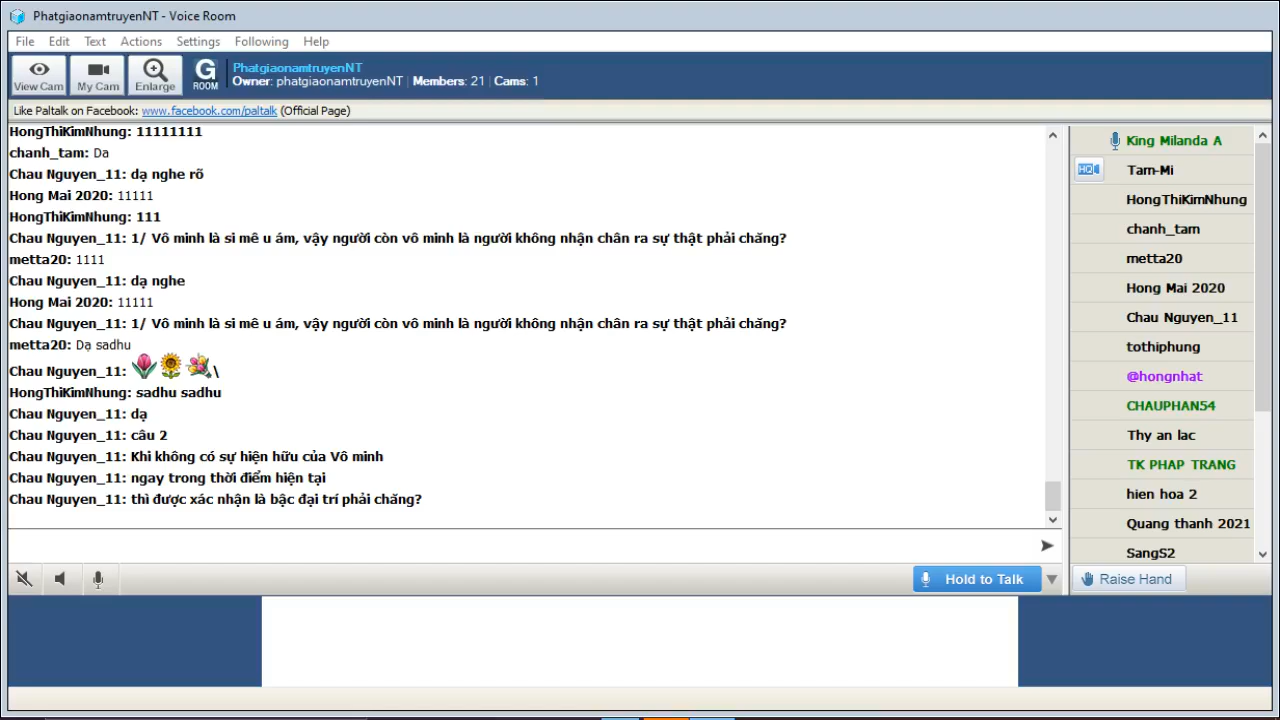 PhatgiaonamtruyenNT - Voice Room
File Edit Text Actions Settings Following Help
View Cam
My Cam
Enlarge
G ROOM
PhatgiaonamtruyenNT
Owner: phatgiaonamtruyenNT | Members: 21 | Cams: 1
Like Paltalk on Facebook: www.facebook.com/paltalk (Official Page)
HongThiKimNhung: 11111111
chanh_tam: Da
Chau Nguyen_11: dạ nghe rõ
Hong Mai 2020: 11111
HongThiKimNhung: 111
Chau Nguyen_11: 1/ Vô minh là si mê u ám, vậy người còn vô minh là người không nhận chân ra sự thật phải chăng?
metta20: 1111
Chau Nguyen_11: dạ nghe
Hong Mai 2020: 11111
Chau Nguyen_11: 1/ Vô minh là si mê u ám, vậy người còn vô minh là người không nhận chân ra sự thật phải chăng?
metta20: Dạ sadhu
Chau Nguyen_11: \
HongThiKimNhung: sadhu sadhu
Chau Nguyen_11: dạ
Chau Nguyen_11: câu 2
Chau Nguyen_11: Khi không có sự hiện hữu của Vô minh
Chau Nguyen_11: ngay trong thời điểm hiện tại
Chau Nguyen_11: thì được xác nhận là bậc đại trí phải chăng?
King Milanda A
HQ
Tam-Mi
HongThiKimNhung
chanh_tam
metta20
Hong Mai 2020
Chau Nguyen_11
tothiphung
@hongnhat
CHAUPHAN54
Thy an lac
TK PHAP TRANG
hien hoa 2
Quang thanh 2021
SangS2
Hold to Talk
Raise Hand